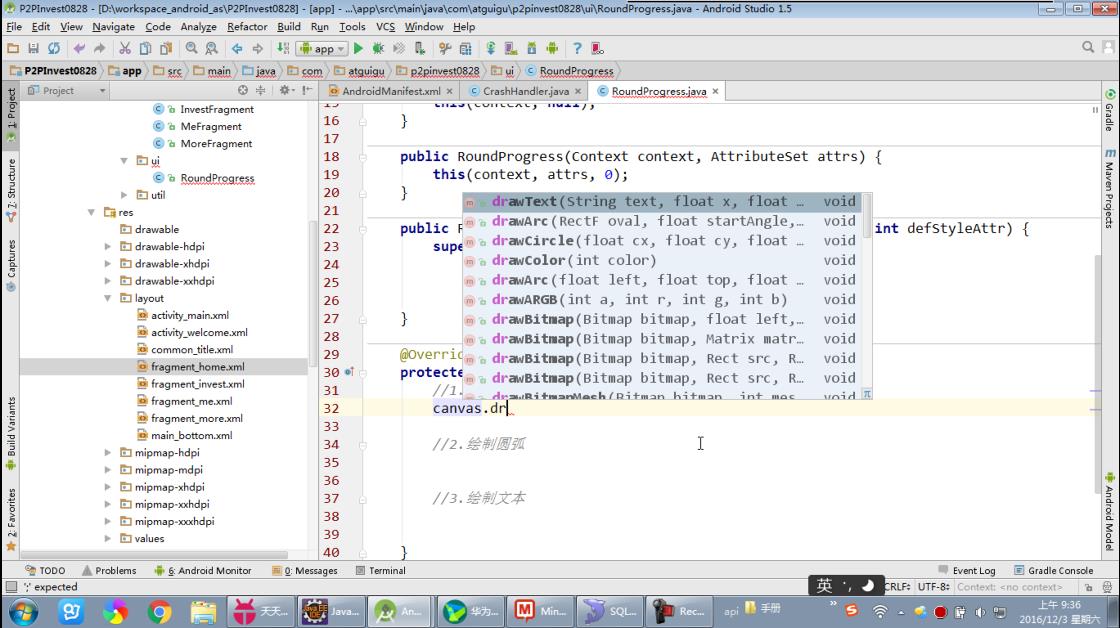 P2PInvest0828 - [D:\workspace_android_as\P2PInvest0828] - [app] - ...\app\src\main\java\com\atguigu\p2pinvest0828\ui\RoundProgress.java - Android Studio 1.5
File Edit View Navigate Code Analyze Refactor Build Run Tools VCS Window Help
app
P2PInvest0828 app src main java com atguigu p2pinvest0828 ui RoundProgress
Project AndroidManifest.xml CrashHandler.java RoundProgress.java
1: Project
7: Structure
Captures
Build Variants
2: Favorites
InvestFragment
MeFragment
MoreFragment
ui
RoundProgress
util
res
drawable
drawable-hdpi
drawable-xhdpi
drawable-xxhdpi
layout
activity_main.xml
activity_welcome.xml
common_title.xml
fragment_home.xml
fragment_invest.xml
fragment_me.xml
fragment_more.xml
main_bottom.xml
mipmap-hdpi
mipmap-mdpi
mipmap-xhdpi
mipmap-xxhdpi
mipmap-xxxhdpi
values
15 this(context, null);
16 }
17
18 public RoundProgress(Context context, AttributeSet attrs) {
19 this(context, attrs, 0);
20 }
21
22 public R int defStyleAttr) {
23 supe
24
25
26
27 }
28
29 @Overrid
30 protecte
31 //1.
32 canvas.dr
33
34 //2.绘制圆弧
35
36
37 //3.绘制文本
38
39
40 }
drawText(String text, float x, float … void
drawArc(RectF oval, float startAngle,… void
drawCircle(float cx, float cy, float … void
drawColor(int color) void
drawArc(float left, float top, float … void
drawARGB(int a, int r, int g, int b) void
drawBitmap(Bitmap bitmap, float left,… void
drawBitmap(Bitmap bitmap, Matrix matr… void
drawBitmap(Bitmap bitmap, Rect src, R… void
drawBitmap(Bitmap bitmap, Rect src, R… void
drawBitmapMesh(Bitmap bitmap, int mes… void
π
Gradle
Maven Projects
Android Model
TODO Problems 6: Android Monitor 0: Messages Terminal Event Log Gradle Console
';' expected 英 CRLF: UTF-8: Context: <no context>
天天... Java... An... 华为... Min... SQL... Rec... api 手册
上午 9:36
2016/12/3 星期六